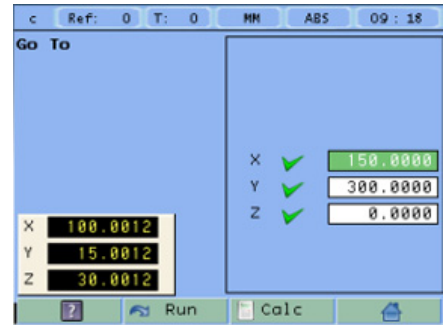 c Ref: 0 T: 0 MM ABS 09 : 18
Go To
X 150.0000
Y 300.0000
Z 0.0000
X 100.0012
Y 15.0012
Z 30.0012
? Run Calc